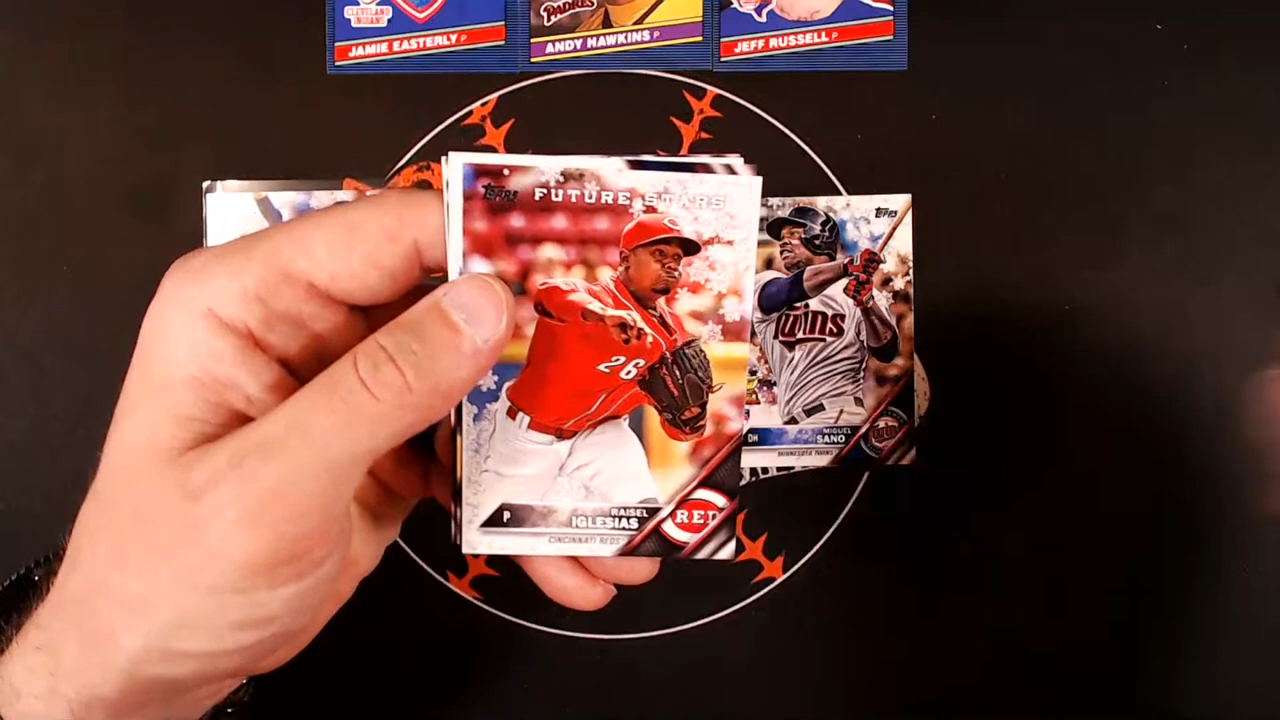 CLEVELAND
INDIANS
JAMIE EASTERLY P
PADRES
ANDY HAWKINS P
JEFF RUSSELL P
TOPPS
FUTURE STARS
26
P
RAISEL
IGLESIAS
CINCINNATI REDS
RED
TOPPS
Twins
DH
MIGUEL
SANO
MINNESOTA TWINS